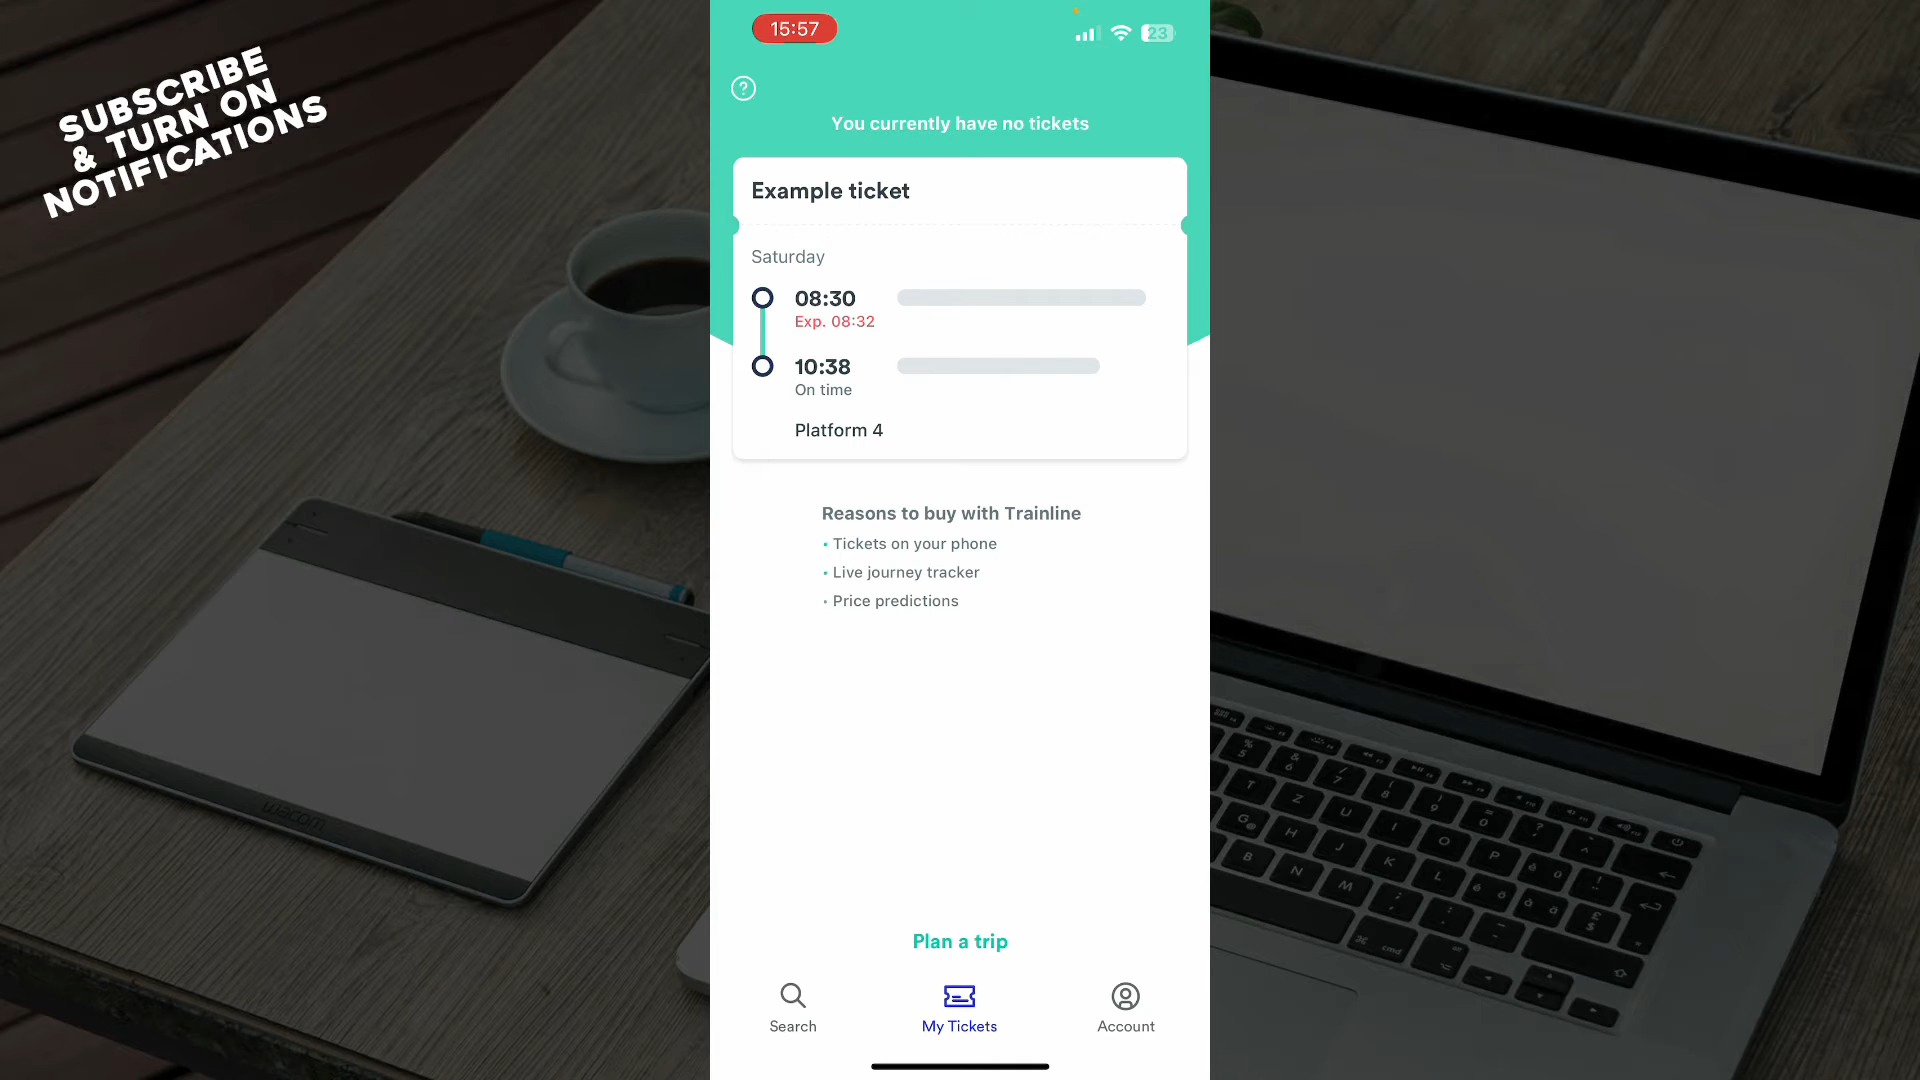 SUBSCRIBE
& TURN ON
NOTIFICATIONS
15:57
23
?
You currently have no tickets
Example ticket
Saturday
08:30
Exp. 08:32
10:38
On time
Platform 4
Reasons to buy with Trainline
• Tickets on your phone
• Live journey tracker
• Price predictions
Plan a trip
Search
My Tickets
Account
wacom